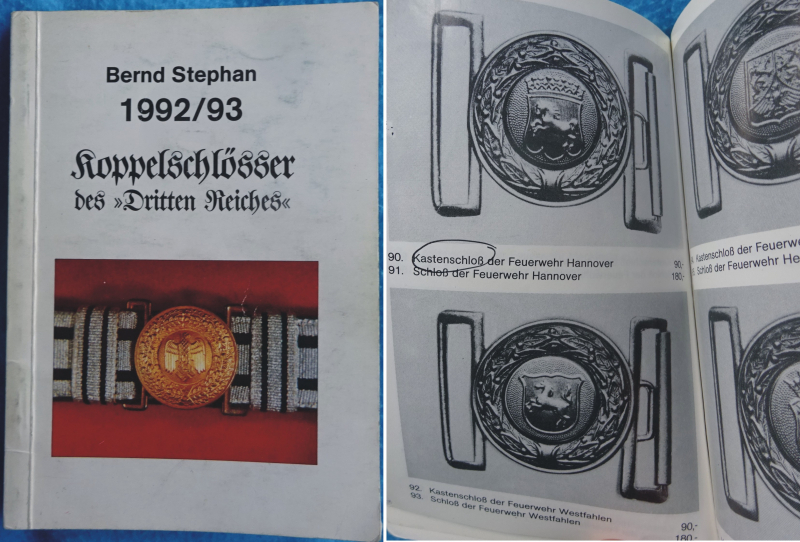 Bernd Stephan
1992/93
Koppelschlösser
des »Dritten Reiches«
90. Kastenschloß der Feuerwehr Hannover 90,-
91. Schloß der Feuerwehr Hannover 180,-
92. Kastenschloß der Feuerwehr Westfahlen 90,-
93. Schloß der Feuerwehr Westfahlen 180,-
Kastenschloß der Feuerw
Schloß der Feuerwehr He